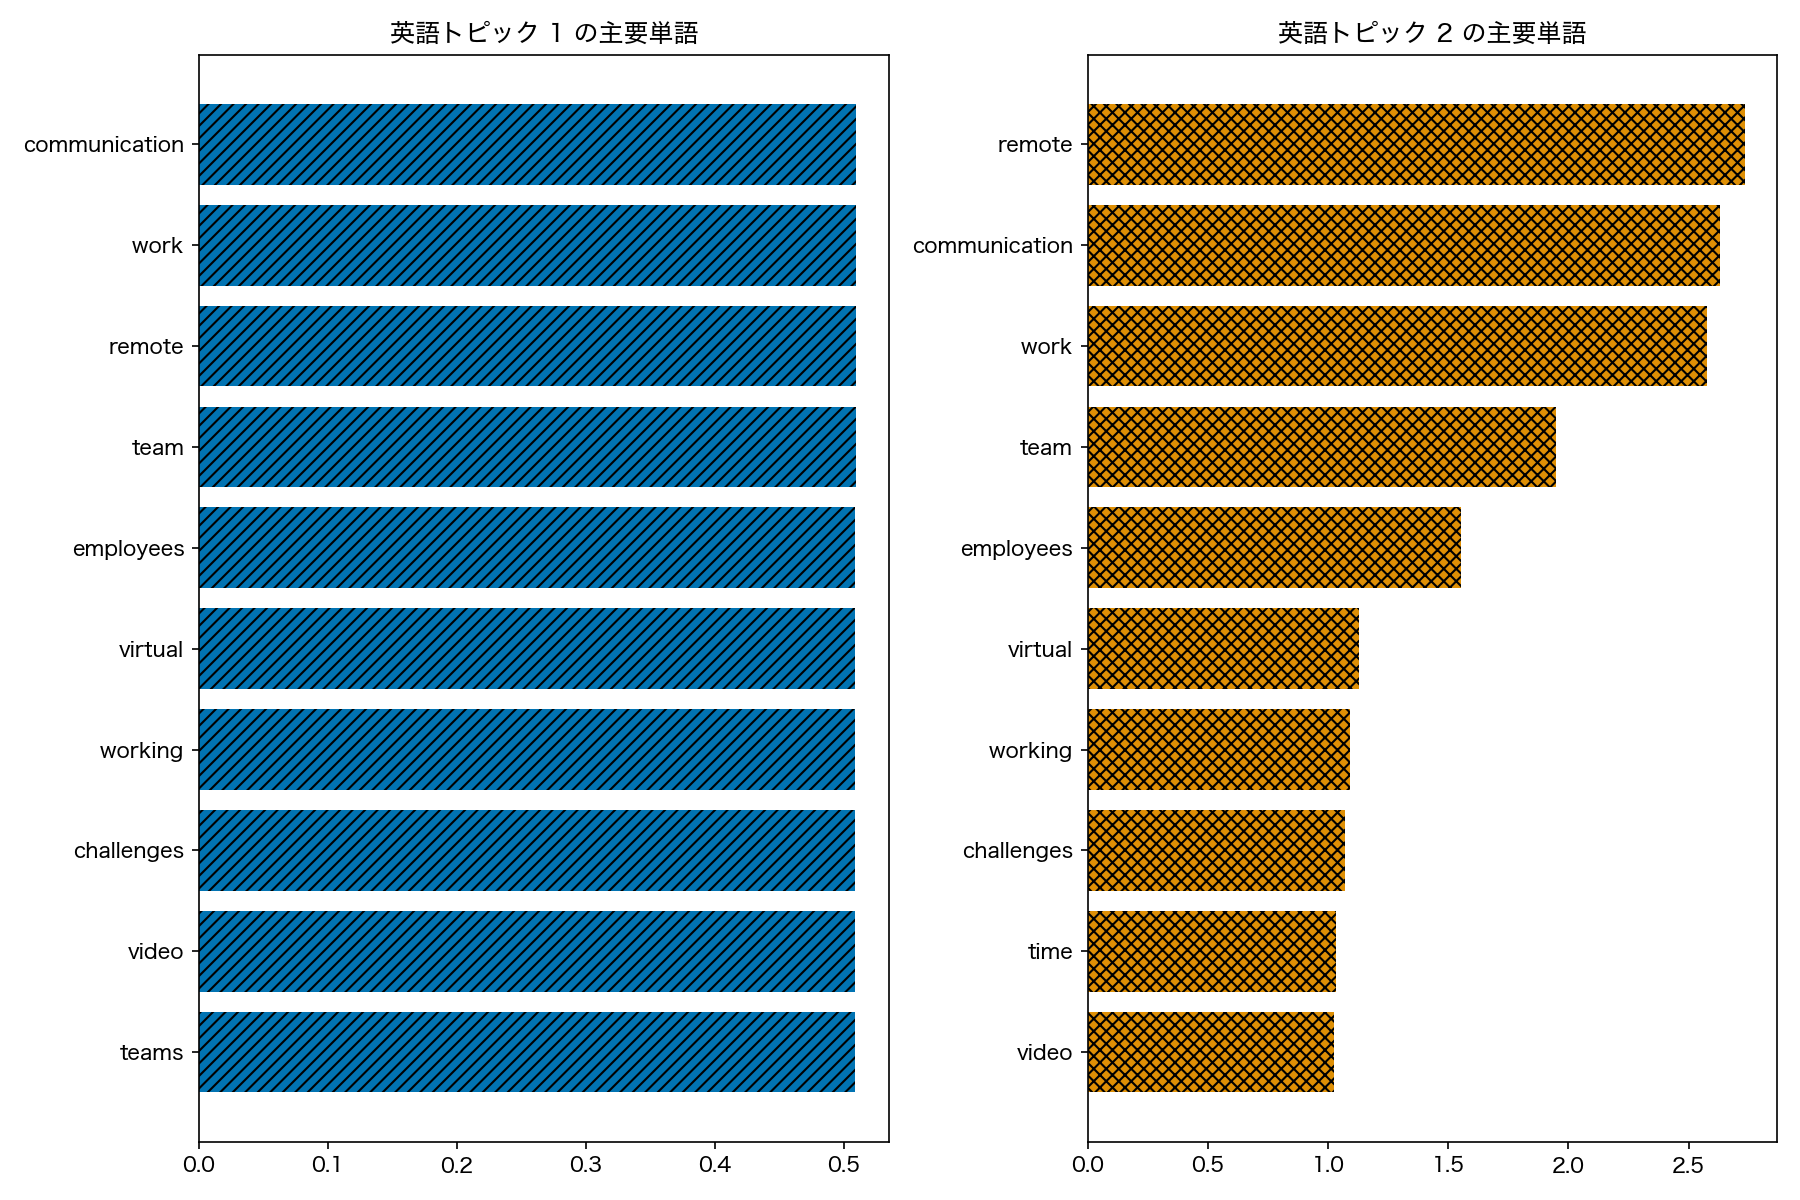 英語トピック 1 の主要単語
communication
work
remote
team
employees
virtual
working
challenges
video
teams
0.0 0.1 0.2 0.3 0.4 0.5
英語トピック 2 の主要単語
remote
communication
work
team
employees
virtual
working
challenges
time
video
0.0 0.5 1.0 1.5 2.0 2.5